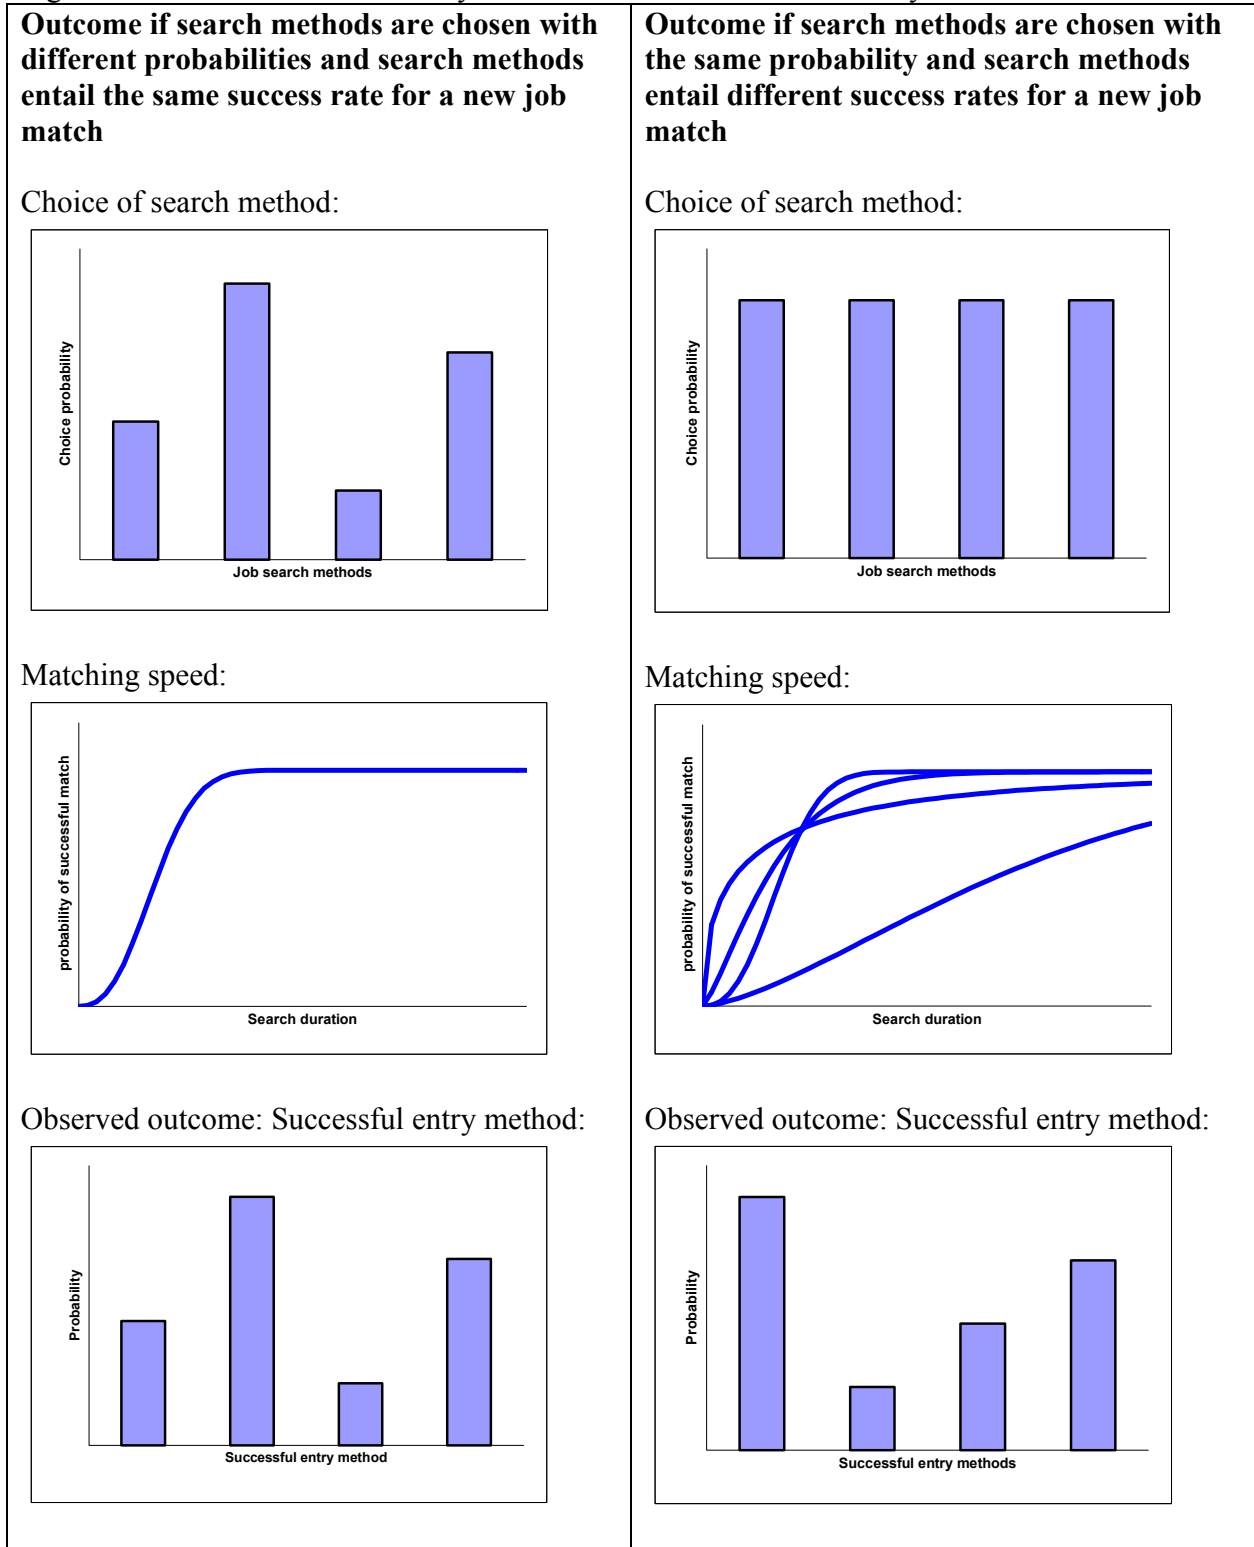 Outcome if search methods are chosen with
different probabilities and search methods
entail the same success rate for a new job
match
Choice of search method:
Choice probability
Job search methods
Matching speed:
probability of successful match
Search duration
Observed outcome: Successful entry method:
Probability
Successful entry method
Outcome if search methods are chosen with
the same probability and search methods
entail different success rates for a new job
match
Choice of search method:
Choice probability
Job search methods
Matching speed:
probability of successful match
Search duration
Observed outcome: Successful entry method:
Probability
Successful entry methods